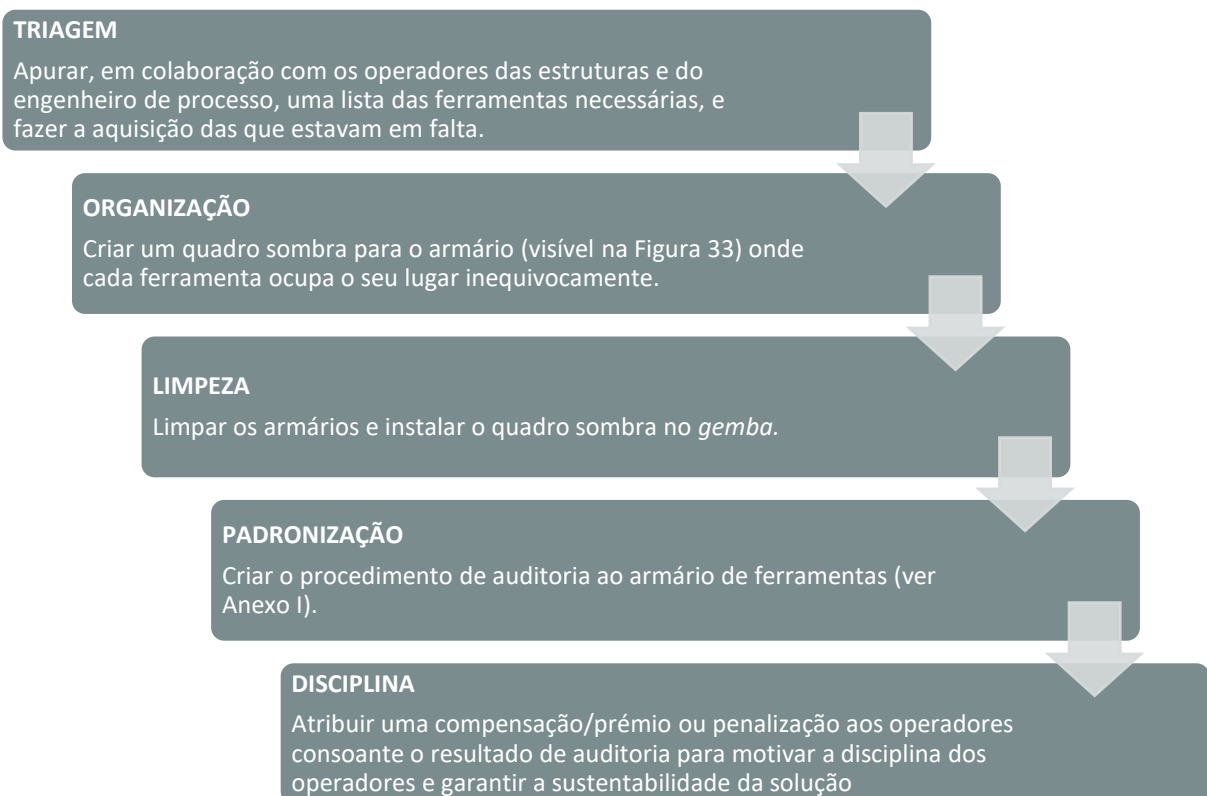 TRIAGEM
Apurar, em colaboração com os operadores das estruturas e do
engenheiro de processo, uma lista das ferramentas necessárias, e
fazer a aquisição das que estavam em falta.
ORGANIZAÇÃO
Criar um quadro sombra para o armário (visível na Figura 33) onde
cada ferramenta ocupa o seu lugar inequivocamente.
LIMPEZA
Limpar os armários e instalar o quadro sombra no gemba.
PADRONIZAÇÃO
Criar o procedimento de auditoria ao armário de ferramentas (ver
Anexo I).
DISCIPLINA
Atribuir uma compensação/prémio ou penalização aos operadores
consoante o resultado de auditoria para motivar a disciplina dos
operadores e garantir a sustentabilidade da solução